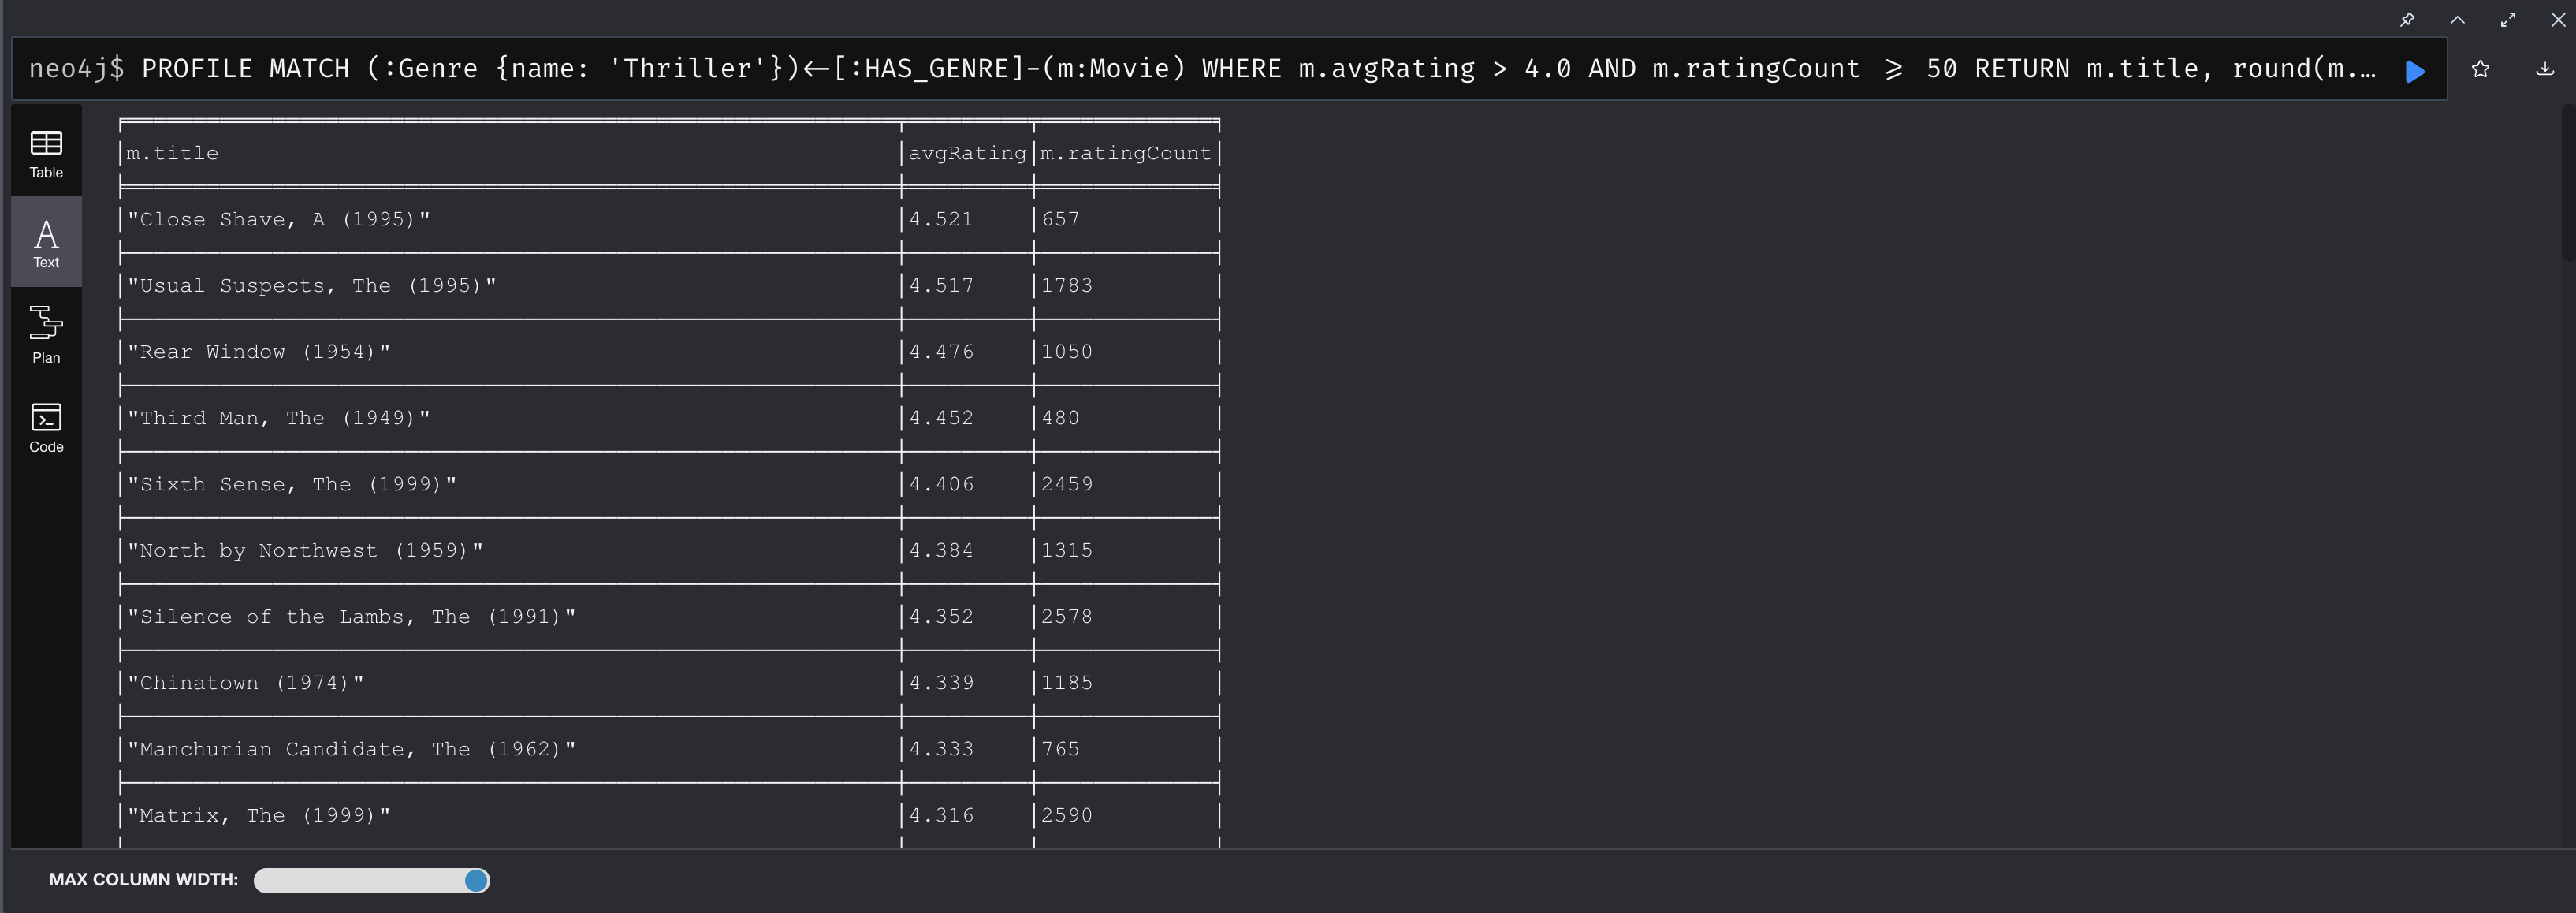 neo4j$ PROFILE MATCH (:Genre {name: 'Thriller'})<-[:HAS_GENRE]-(m:Movie) WHERE m.avgRating > 4.0 AND m.ratingCount >= 50 RETURN m.title, round(m.…
Table
Text
Plan
Code
m.title avgRating m.ratingCount
"Close Shave, A (1995)" 4.521 657
"Usual Suspects, The (1995)" 4.517 1783
"Rear Window (1954)" 4.476 1050
"Third Man, The (1949)" 4.452 480
"Sixth Sense, The (1999)" 4.406 2459
"North by Northwest (1959)" 4.384 1315
"Silence of the Lambs, The (1991)" 4.352 2578
"Chinatown (1974)" 4.339 1185
"Manchurian Candidate, The (1962)" 4.333 765
"Matrix, The (1999)" 4.316 2590
MAX COLUMN WIDTH: